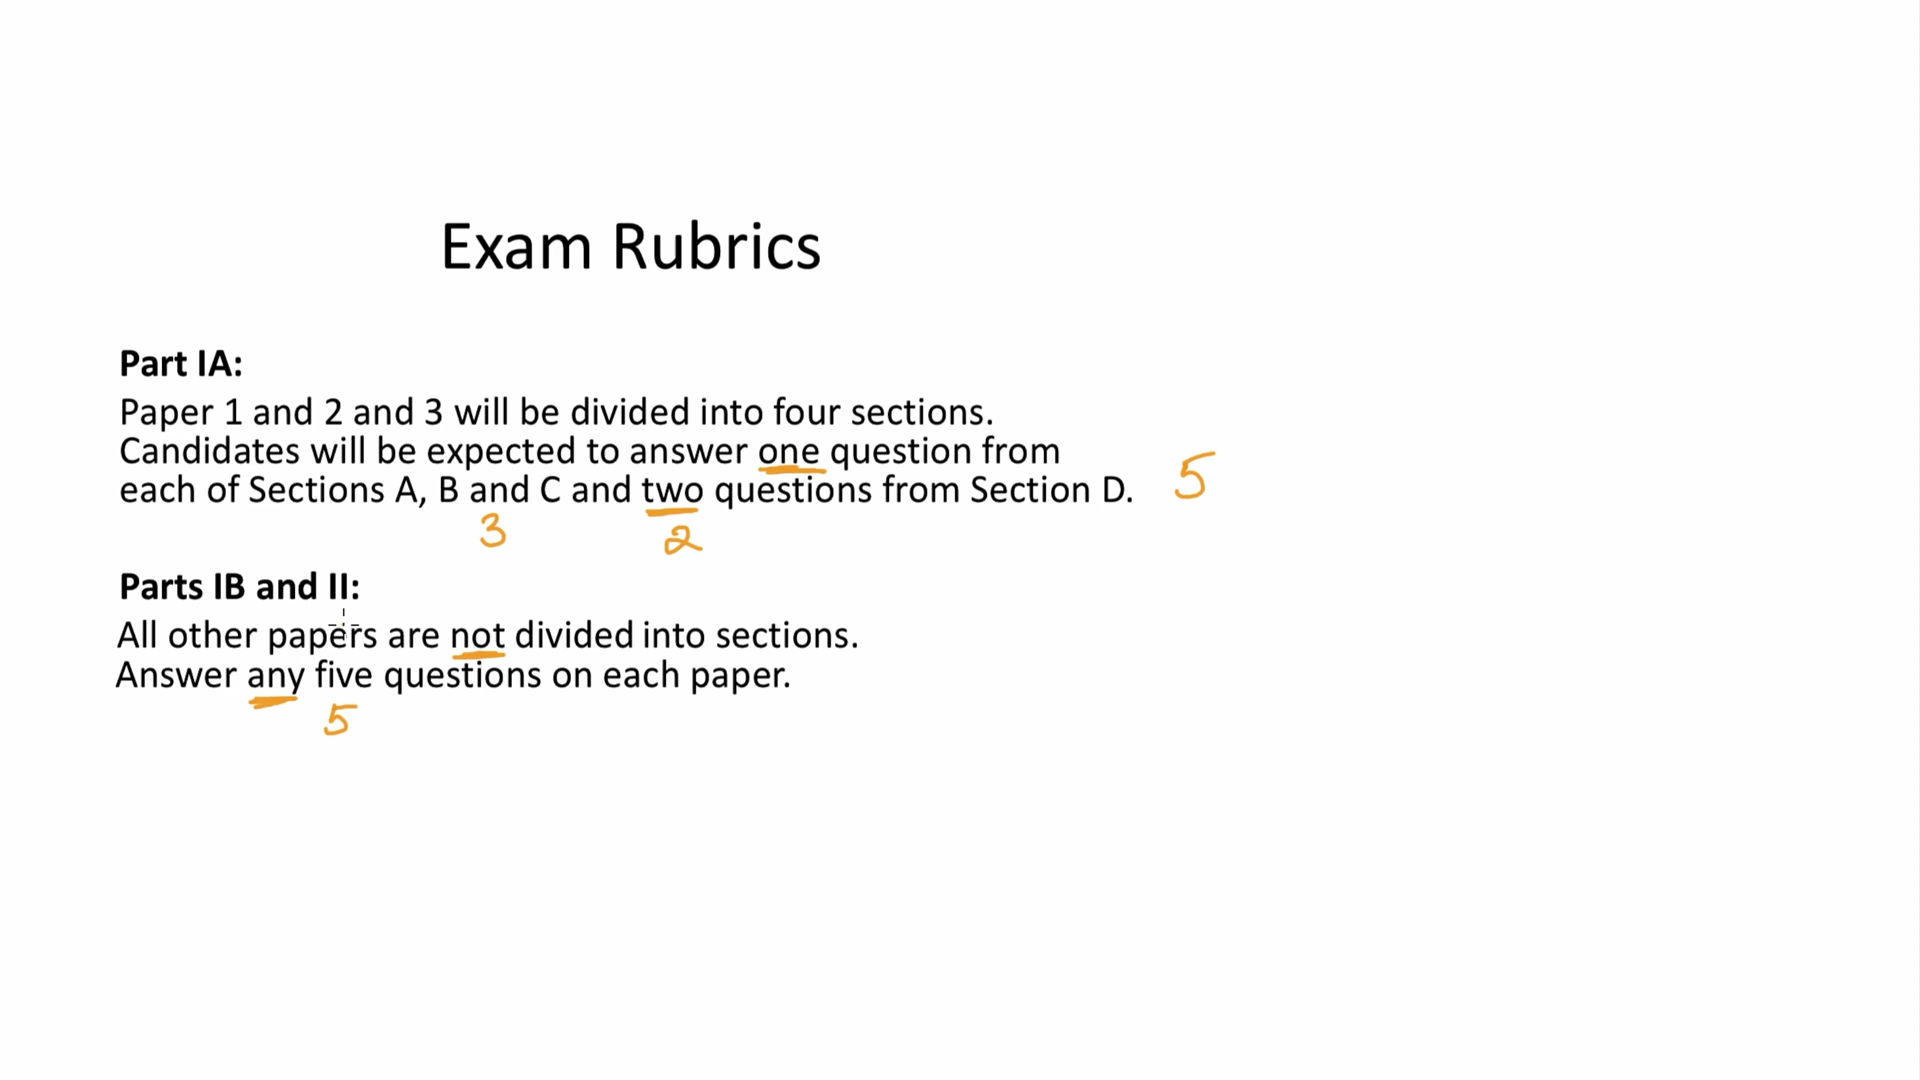 Exam Rubrics
Part IA:
Paper 1 and 2 and 3 will be divided into four sections.
Candidates will be expected to answer one question from
each of Sections A, B and C and two questions from Section D. 5
3 2
Parts IB and II:
All other papers are not divided into sections.
Answer any five questions on each paper.
5